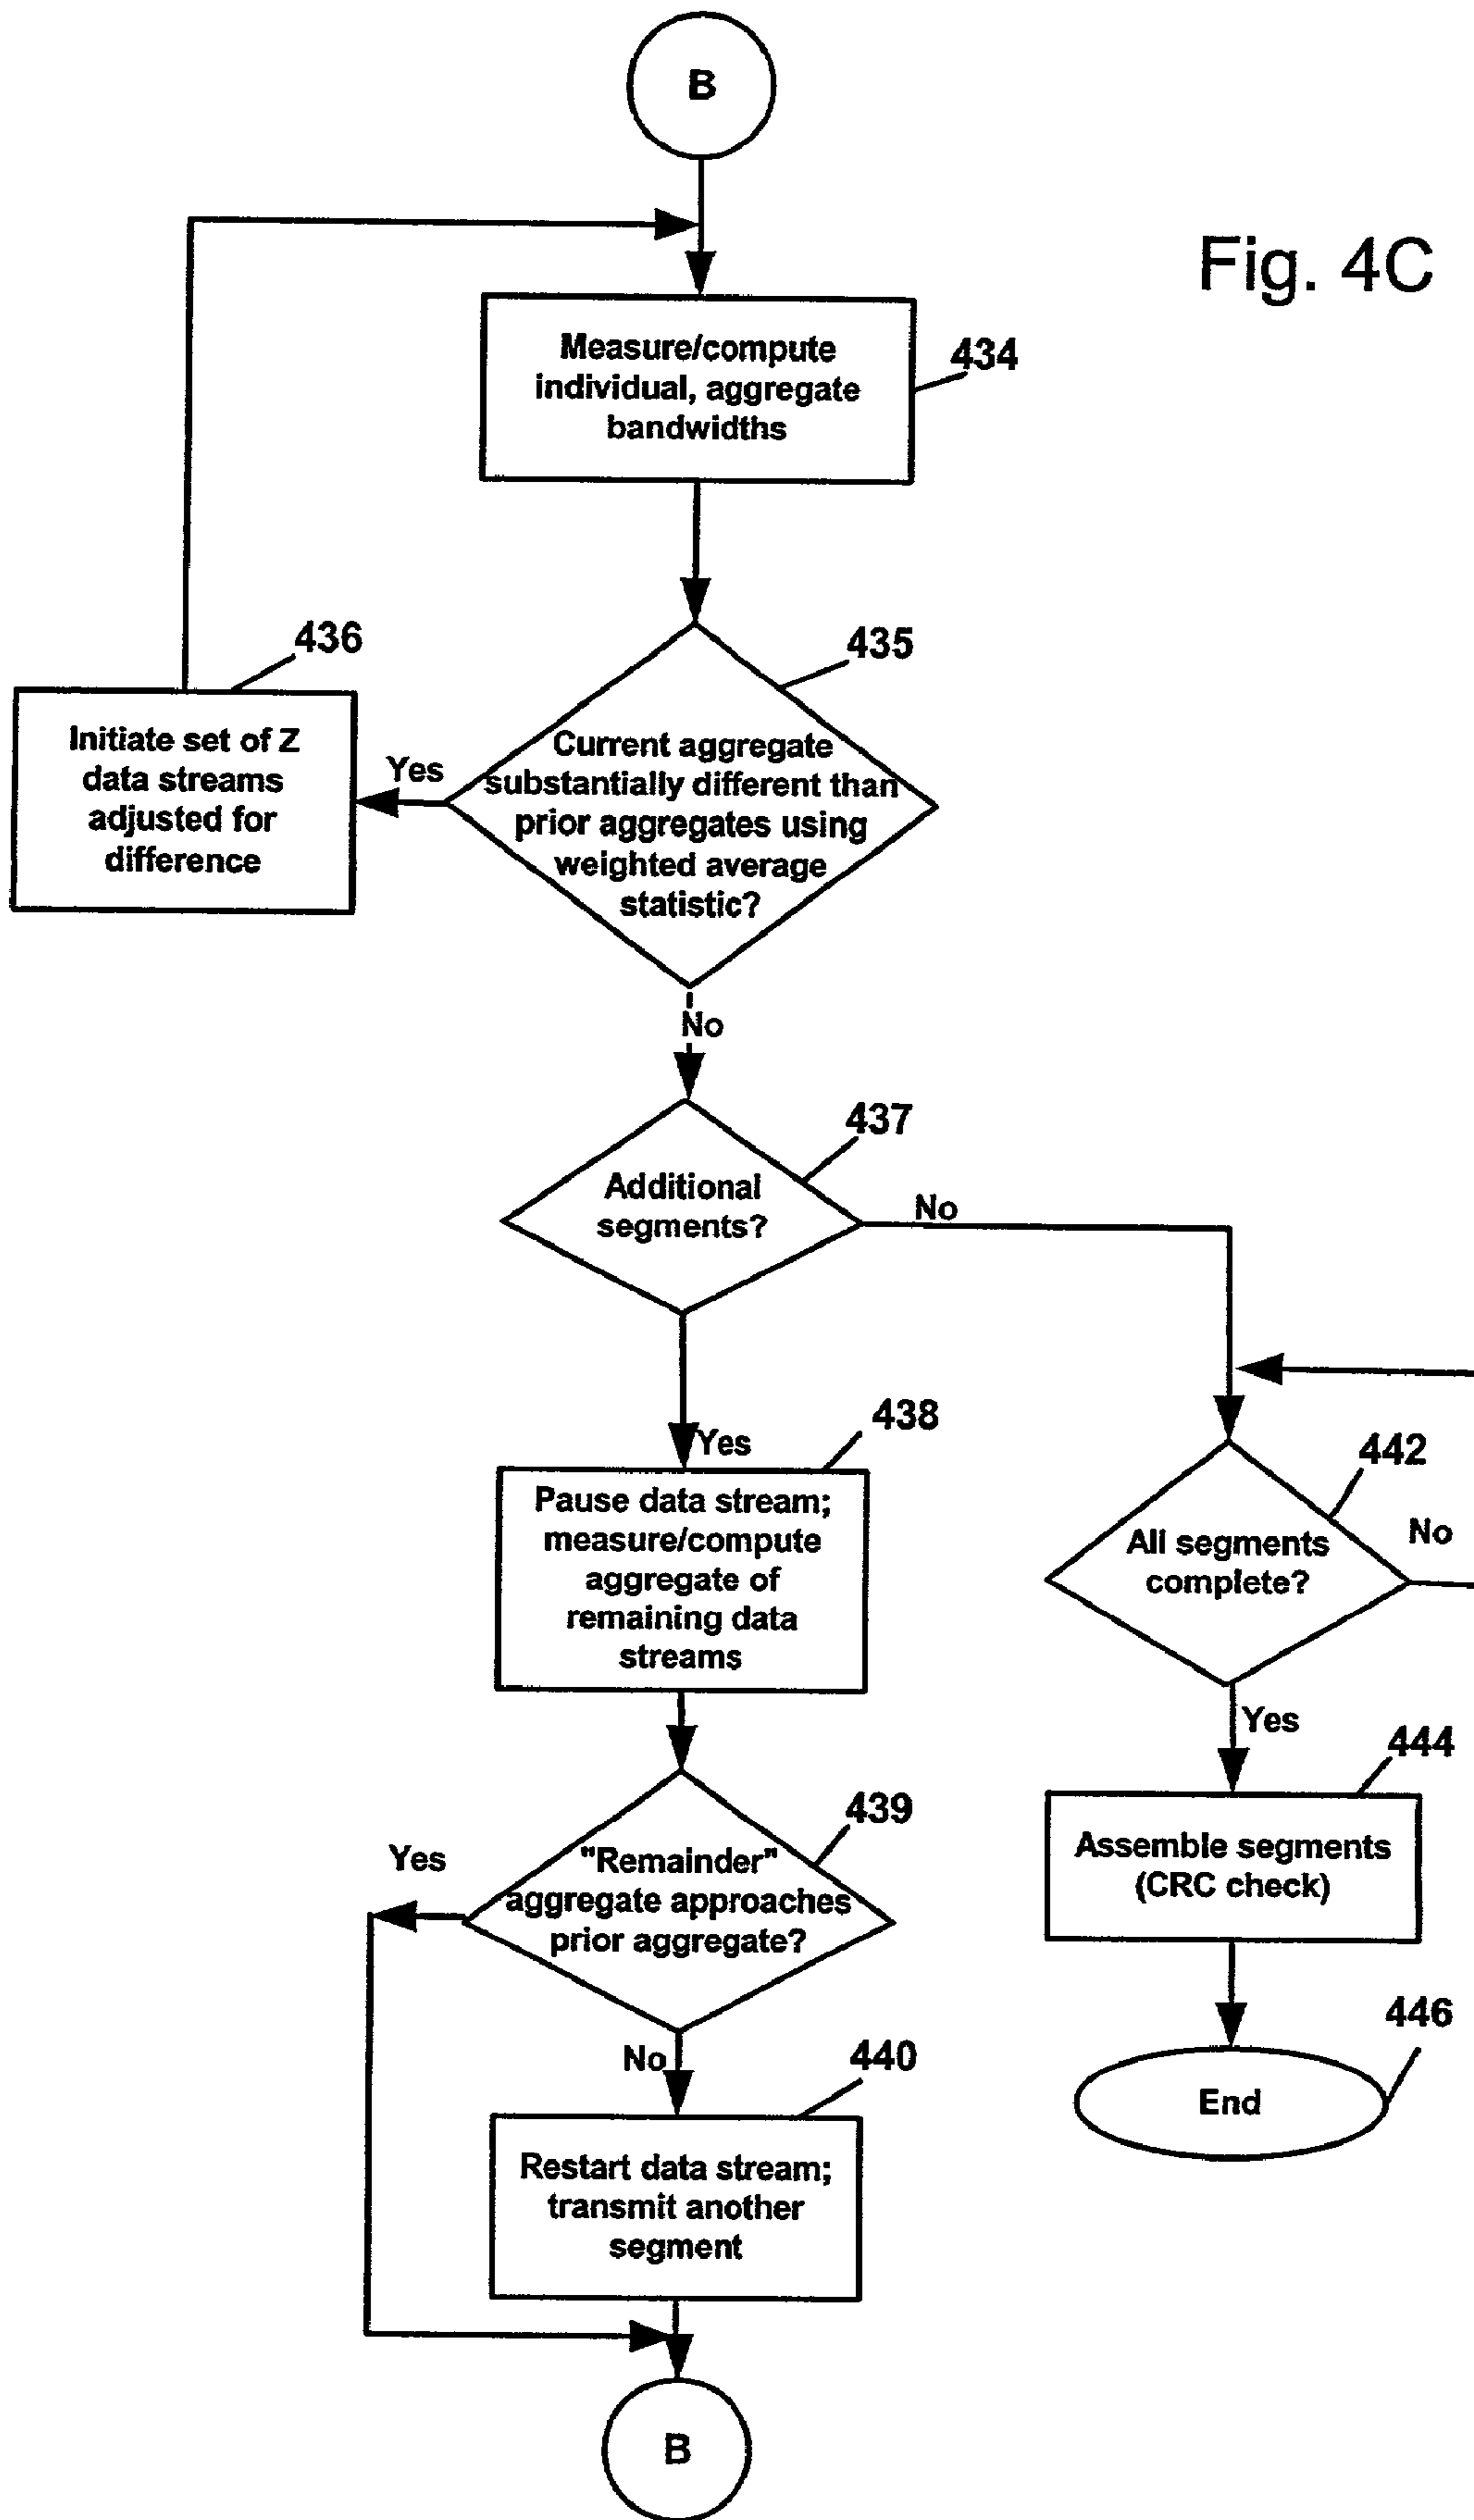 B
Fig. 4C
Measure/compute
individual, aggregate
bandwidths
434
436
435
Initiate set of Z
data streams
adjusted for
difference
Yes
Current aggregate
substantially different than
prior aggregates using
weighted average
statistic?
No
437
Additional
segments?
No
Yes
438
Pause data stream;
measure/compute
aggregate of
remaining data
streams
442
All segments
complete?
No
Yes
444
Assemble segments
(CRC check)
439
Yes
"Remainder"
aggregate approaches
prior aggregate?
No
440
446
End
Restart data stream;
transmit another
segment
B